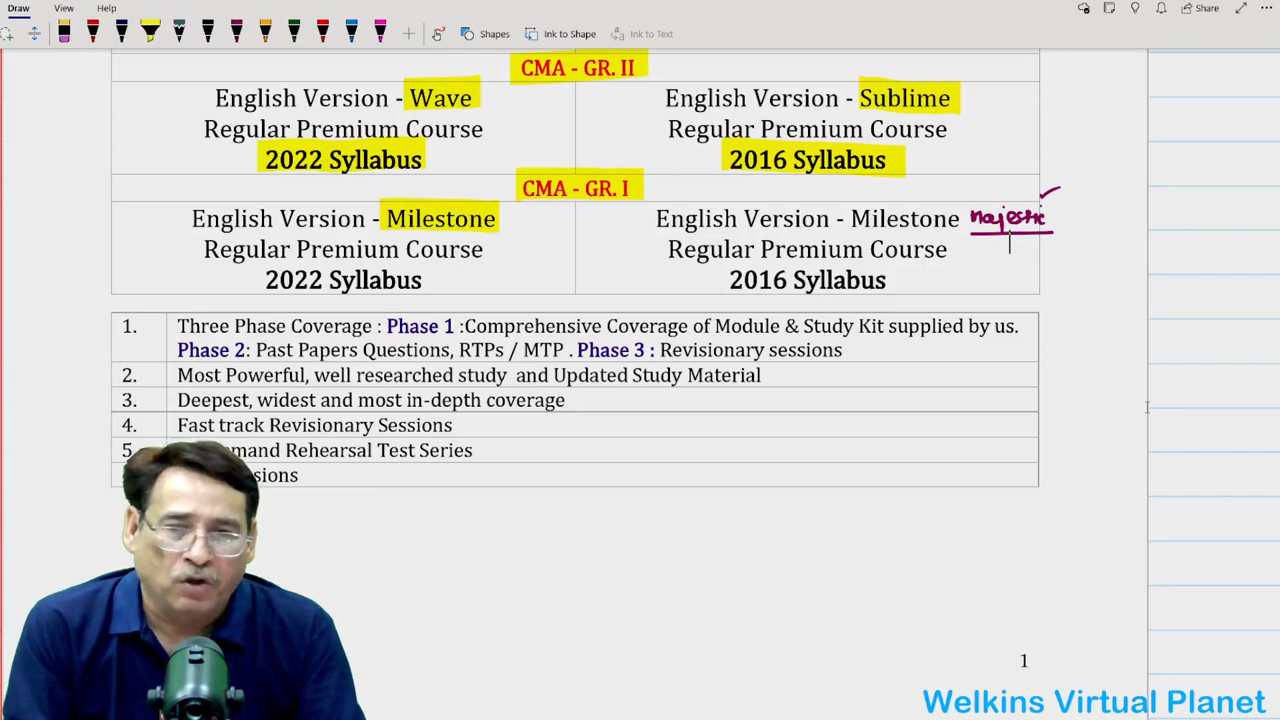 Draw View Help
Share
Shapes Ink to Shape Ink to Text
CMA - GR. II
English Version - Wave
Regular Premium Course
2022 Syllabus
English Version - Sublime
Regular Premium Course
2016 Syllabus
CMA - GR. I
English Version - Milestone
Regular Premium Course
2022 Syllabus
English Version - Milestone majestic
Regular Premium Course
2016 Syllabus
1. Three Phase Coverage : Phase 1 :Comprehensive Coverage of Module & Study Kit supplied by us.
Phase 2: Past Papers Questions, RTPs / MTP . Phase 3 : Revisionary sessions
2. Most Powerful, well researched study and Updated Study Material
3. Deepest, widest and most in-depth coverage
4. Fast track Revisionary Sessions
5 Rehearsal Test Series
1
Welkins Virtual Planet